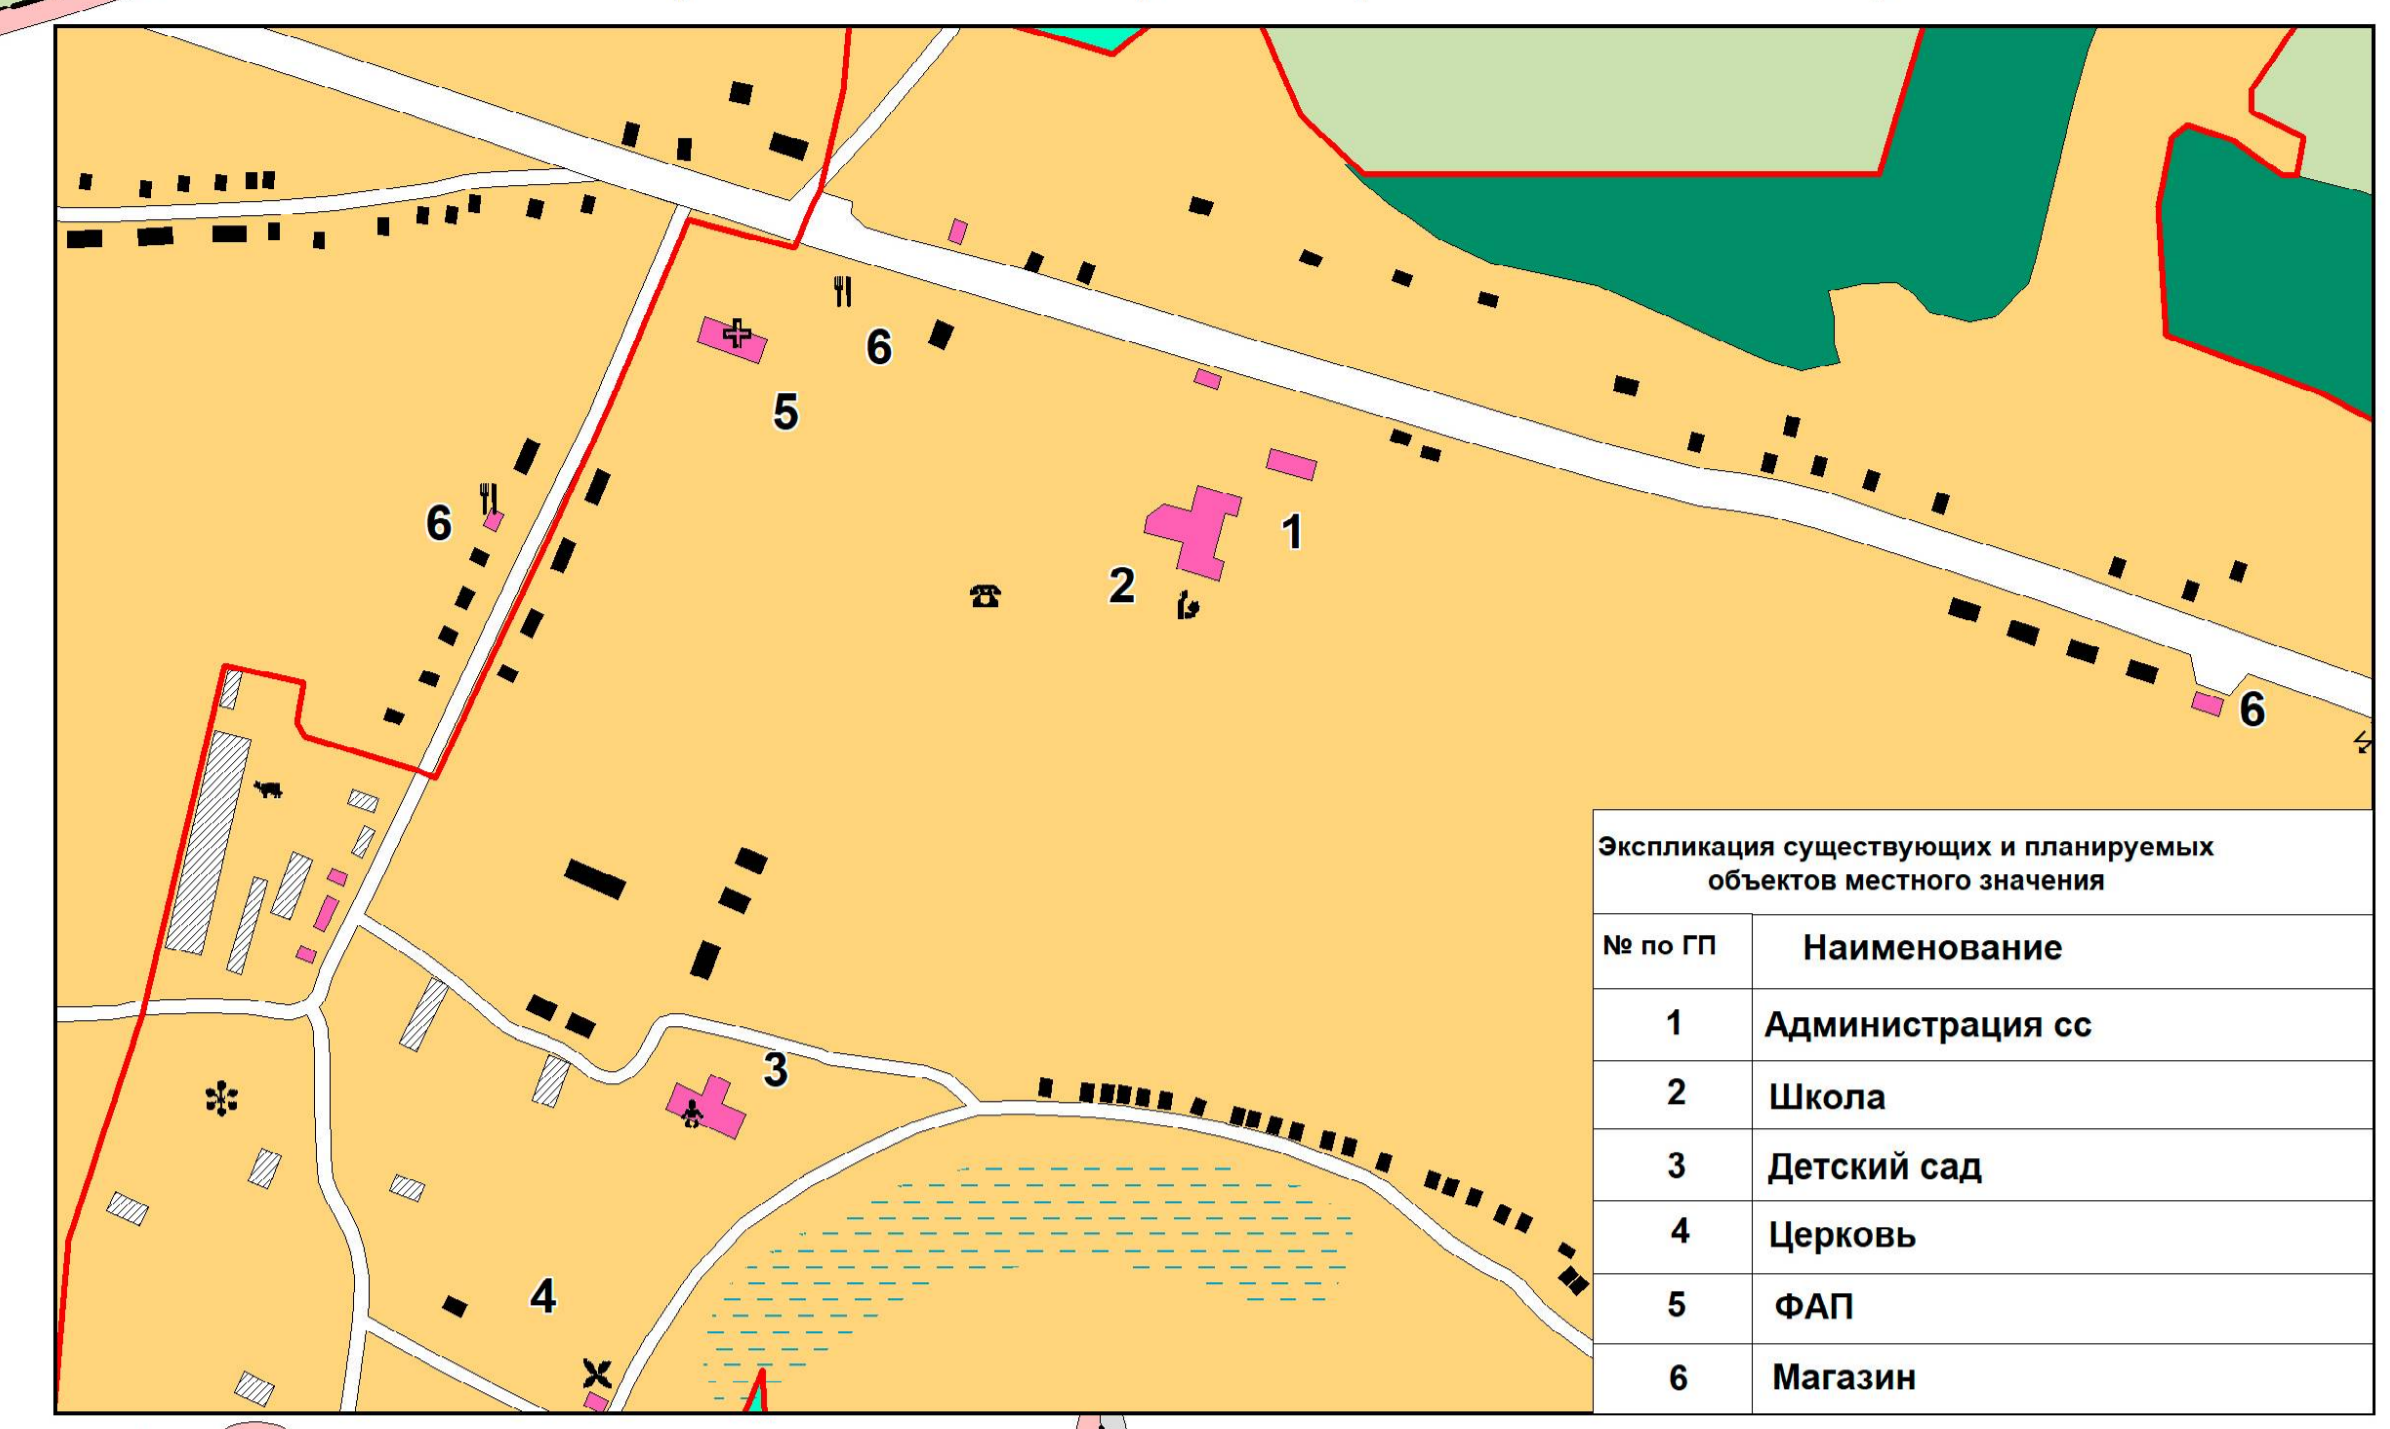 6
5
6
1
2
6
3
4
Экспликация существующих и планируемых
объектов местного значения
№ по ГП Наименование
1 Администрация сс
2 Школа
3 Детский сад
4 Церковь
5 ФАП
6 Магазин